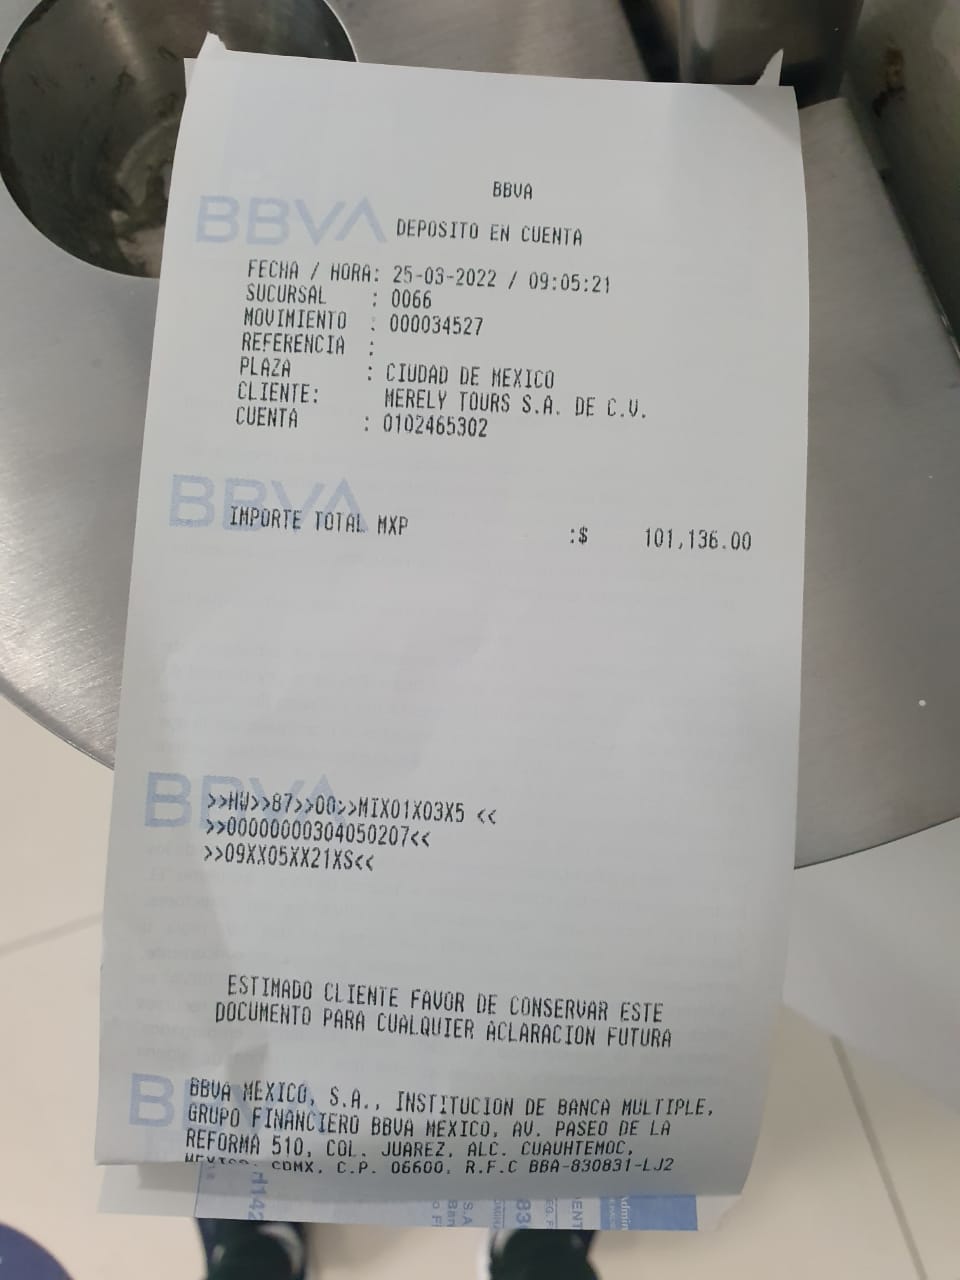 BBVA
BBVA
DEPOSITO EN CUENTA
FECHA / HORA: 25-03-2022 / 09:05:21
SUCURSAL : 0066
MOVIMIENTO : 000034527
REFERENCIA :
PLAZA : CIUDAD DE MEXICO
CLIENTE: MERELY TOURS S.A. DE C.V.
CUENTA : 0102465302
BBVA
IMPORTE TOTAL MXP :$ 101,136.00
BBVA
>>HW>>87>>00>>MIX01X03X5 <<
>>00000000304050207<<
>>09XX05XX21XS<<
ESTIMADO CLIENTE FAVOR DE CONSERVAR ESTE
DOCUMENTO PARA CUALQUIER ACLARACION FUTURA
BBVA
BBVA MEXICO, S.A., INSTITUCION DE BANCA MULTIPLE,
GRUPO FINANCIERO BBVA MEXICO, AV. PASEO DE LA
REFORMA 510, COL. JUAREZ, ALC. CUAUHTEMOC,
MEXICO, CDMX, C.P. 06600, R.F.C BBA-830831-LJ2